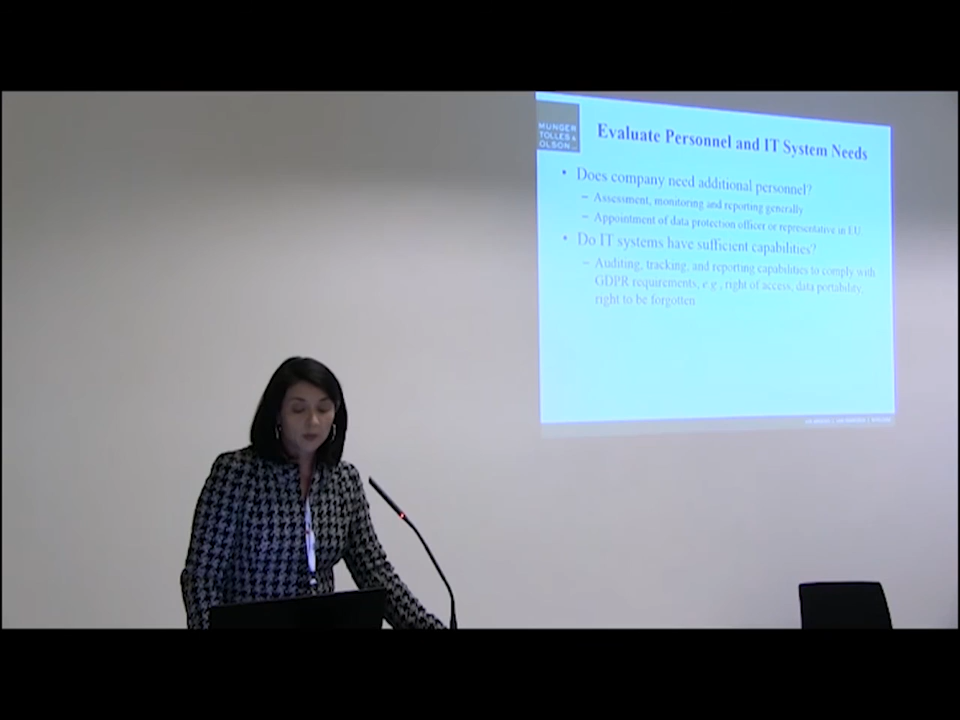 MUNGER
TOLLES &
OLSON LLP
Evaluate Personnel and IT System Needs
• Does company need additional personnel?
– Assessment, monitoring and reporting generally
– Appointment of data protection officer or representative in EU
• Do IT systems have sufficient capabilities?
– Auditing, tracking, and reporting capabilities to comply with
GDPR requirements, e.g., right of access, data portability,
right to be forgotten